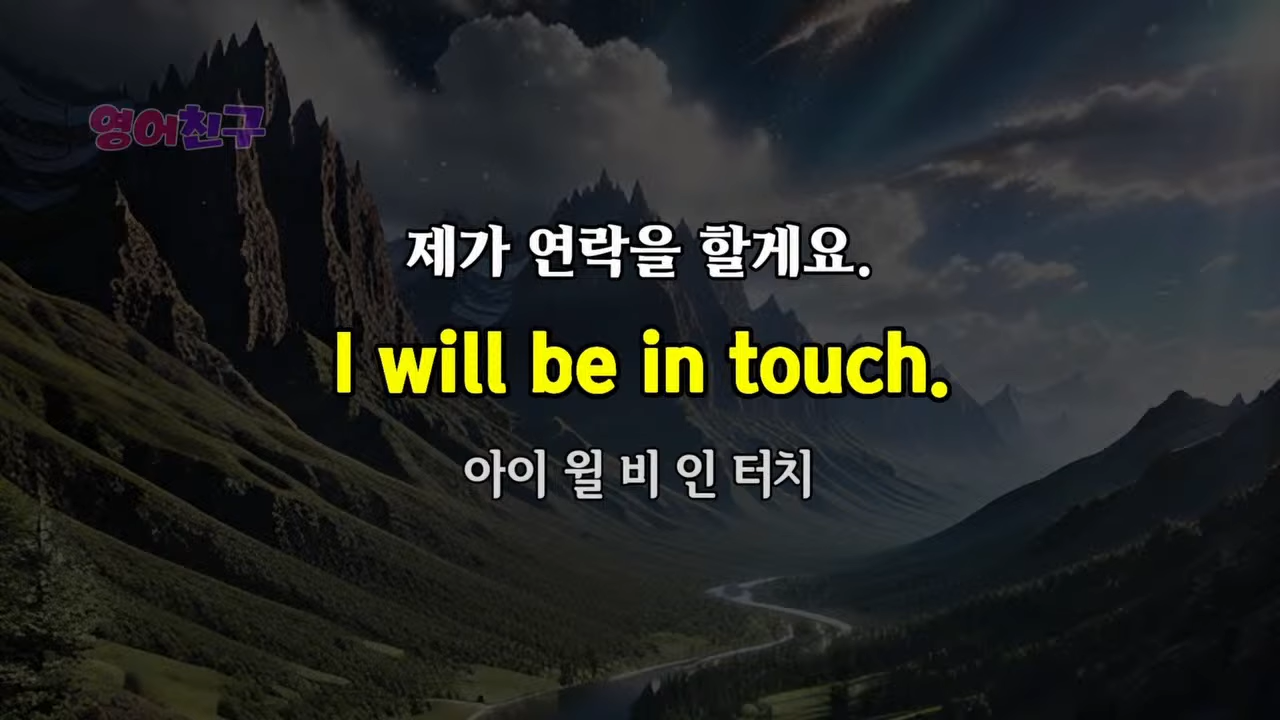 영어친구
제가 연락을 할게요.
I will be in touch.
아이 윌 비 인 터치